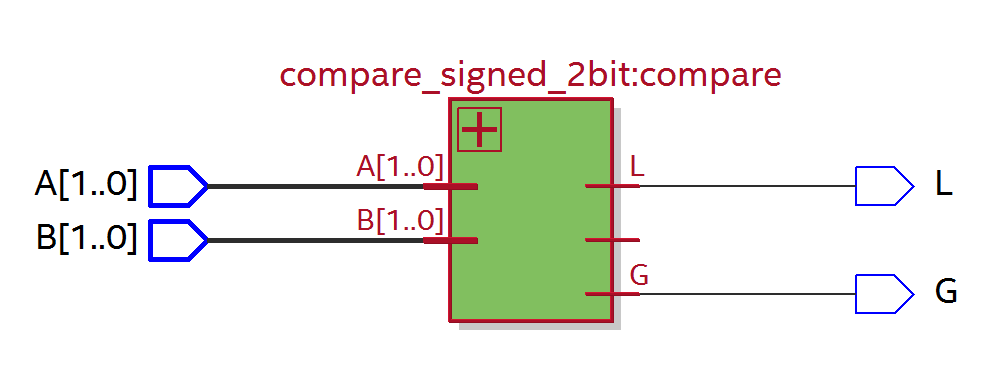 compare_signed_2bit:compare
A[1..0] A[1..0] L L
B[1..0] B[1..0]
G G